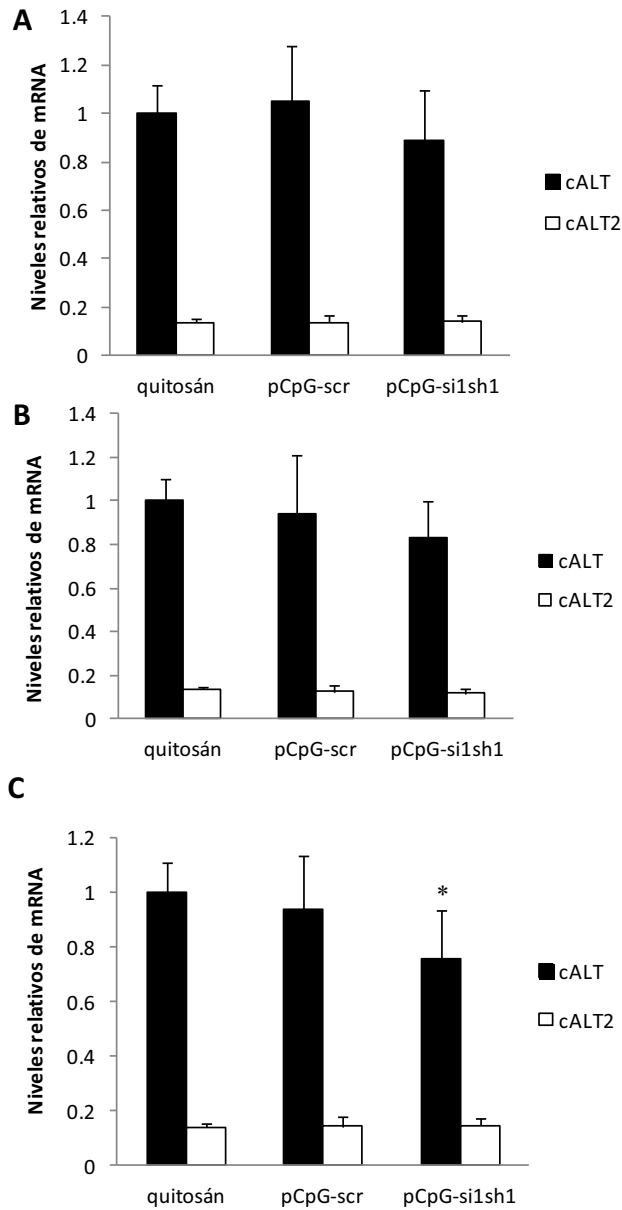 A
Niveles relativos de mRNA
1.4
1.2
1
0.8
0.6
0.4
0.2
0
quitosán
pCpG-scr
pCpG-si1sh1
cALT
cALT2
B
Niveles relativos de mRNA
1.4
1.2
1
0.8
0.6
0.4
0.2
0
quitosán
pCpG-scr
pCpG-si1sh1
cALT
cALT2
C
Niveles relativos de mRNA
1.2
1
0.8
0.6
0.4
0.2
0
*
quitosán
pCpG-scr
pCpG-si1sh1
cALT
cALT2